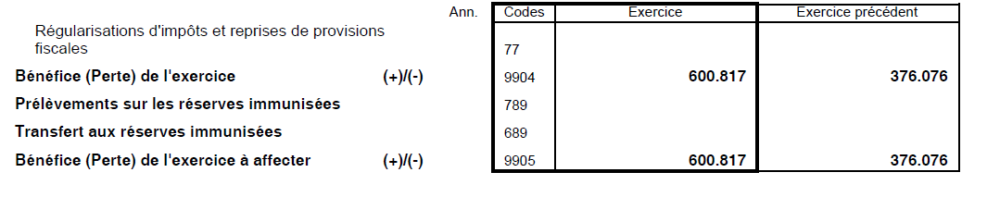 Ann. Codes Exercice Exercice précédent
Régularisations d'impôts et reprises de provisions
fiscales 77
Bénéfice (Perte) de l'exercice (+)/(-) 9904 600.817 376.076
Prélèvements sur les réserves immunisées 789
Transfert aux réserves immunisées 689
Bénéfice (Perte) de l'exercice à affecter (+)/(-) 9905 600.817 376.076